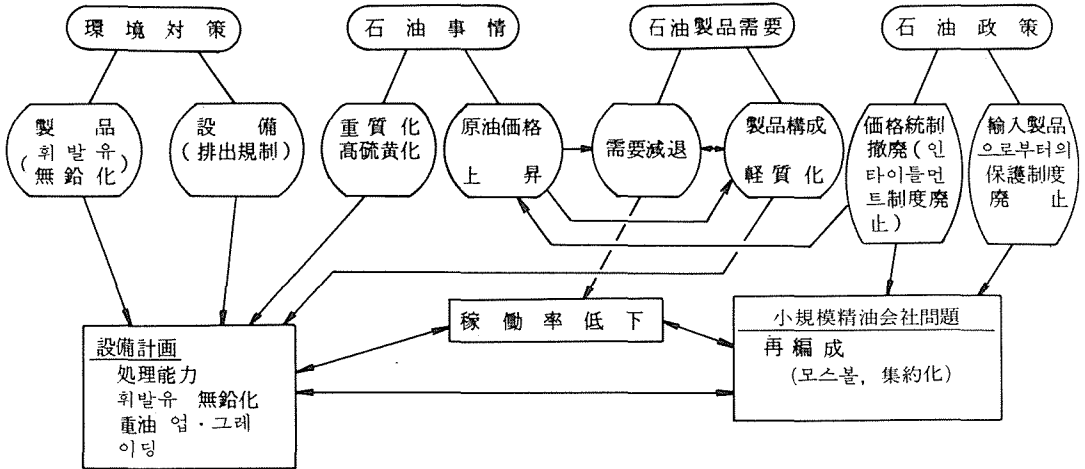 環境対策
石油事情
石油製品需要
石油政策
製品
(휘발유
無鉛化)
設備
(排出規制)
重質化
高硫黄化
原油価格
上昇
需要減退
製品構成
軽質化
価格統制
撤廃(인
타이틀먼
트制度廃
止)
輸入製品
으로부터의
保護制度
廃止
稼働率低下
設備計画
処理能力
휘발유 無鉛化
重油 업·그레
이딩
小規模精油会社問題
再編成
(모스볼, 集約化)